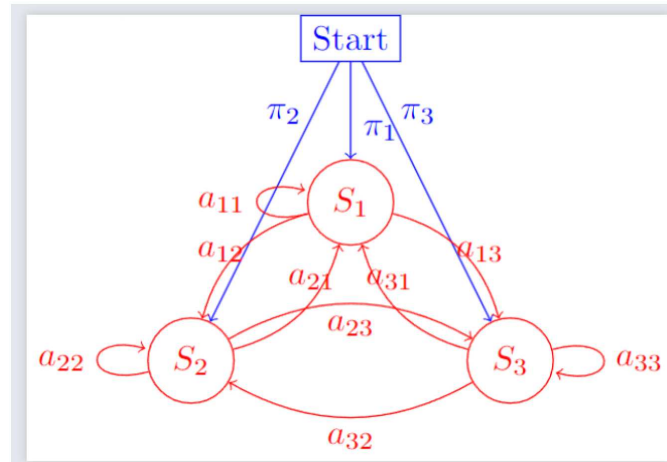 Start
π₂ π₁ π₃
a₁₁ S₁
a₁₂ a₂₁ a₃₁ a₁₃
a₂₃
a₂₂ S₂ S₃ a₃₃
a₃₂